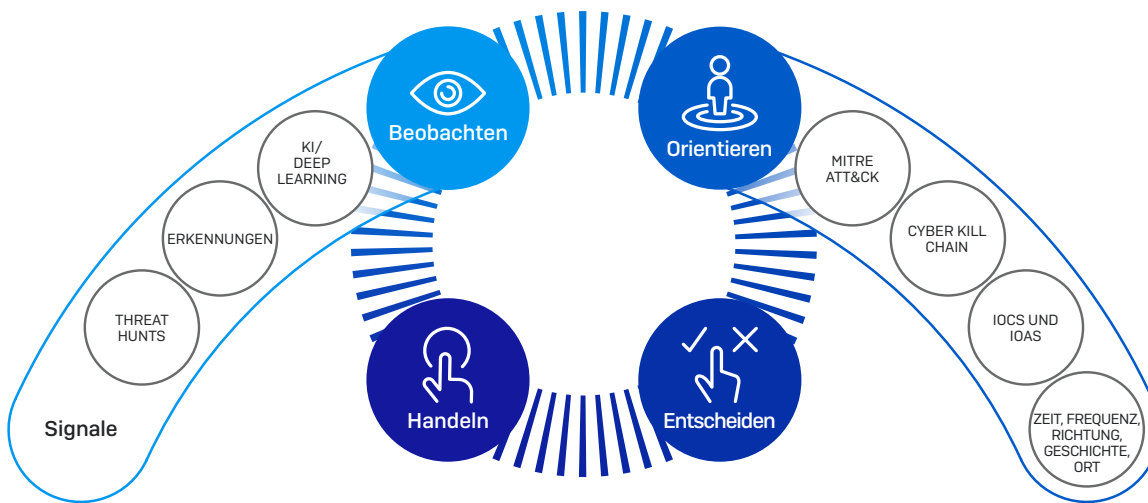 Beobachten
KI/
DEEP
LEARNING
ERKENNUNGEN
THREAT
HUNTS
Signale
Orientieren
MITRE
ATT&CK
CYBER KILL
CHAIN
IOCS UND
IOAS
ZEIT, FREQUENZ,
RICHTUNG,
GESCHICHTE,
ORT
Handeln
Entscheiden